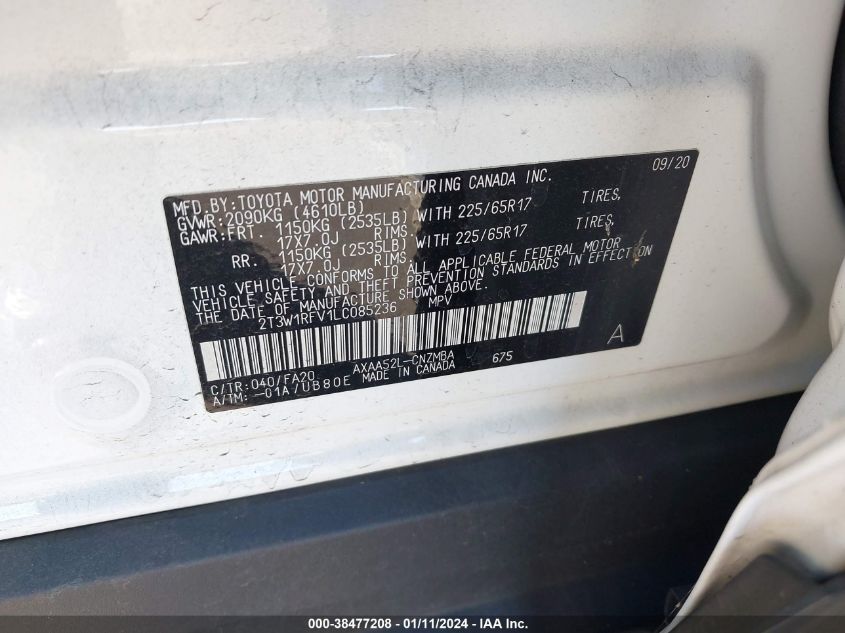 09/20
MFD.BY:TOYOTA MOTOR MANUFACTURING CANADA INC.
GVWR:2090KG (4610LB)
GAWR:FRT. 1150KG (2535LB) WITH 225/65R17 TIRES,
17X7.0J RIMS,
RR. 1150KG (2535LB) WITH 225/65R17 TIRES,
17X7.0J RIMS,
THIS VEHICLE CONFORMS TO ALL APPLICABLE FEDERAL MOTOR
VEHICLE SAFETY AND THEFT PREVENTION STANDARDS IN EFFECT ON
THE DATE OF MANUFACTURE SHOWN ABOVE.
2T3W1RFV1LC085236 MPV
A
C/TR:040/FA20 AXAA52L-CNZMBA 675
A/TM:-01A/UB80E MADE IN CANADA
000-38477208 - 01/11/2024 - IAAI.com